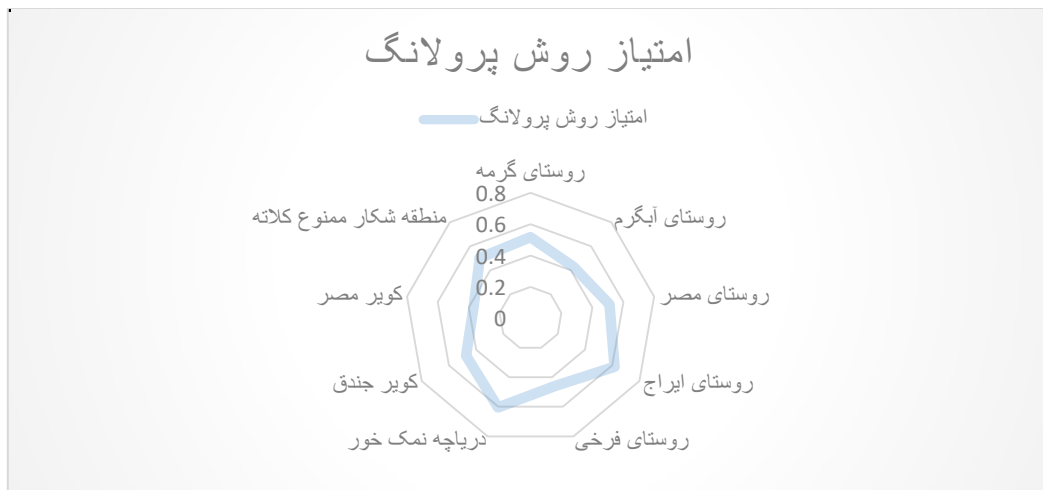 امتیاز روش پرولانگ
امتیاز روش پرولانگ
روستای گرمه
روستای آبگرم
روستای مصر
روستای ایراج
روستای فرخی
دریاچه نمک خور
کویر جندق
کویر مصر
منطقه شکار ممنوع کلاته
0.8
0.6
0.4
0.2
0